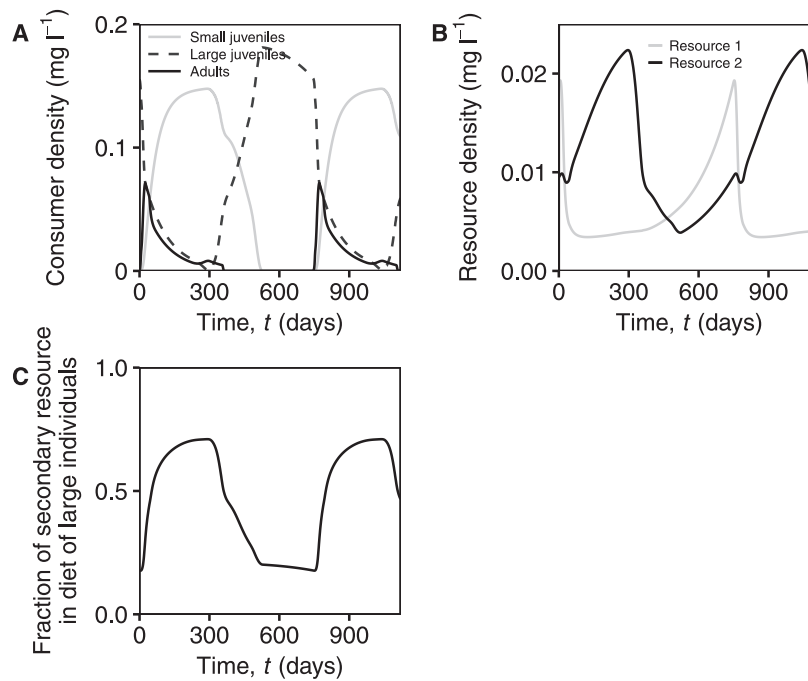 A
Consumer density (mg l⁻¹)
0.2
0.1
0
Small juveniles
Large juveniles
Adults
0 300 600 900
Time, t (days)
B
Resource density (mg l⁻¹)
0.02
0.01
0.00
Resource 1
Resource 2
0 300 600 900
Time, t (days)
C
Fraction of secondary resource
in diet of large individuals
1.0
0.5
0.0
0 300 600 900
Time, t (days)